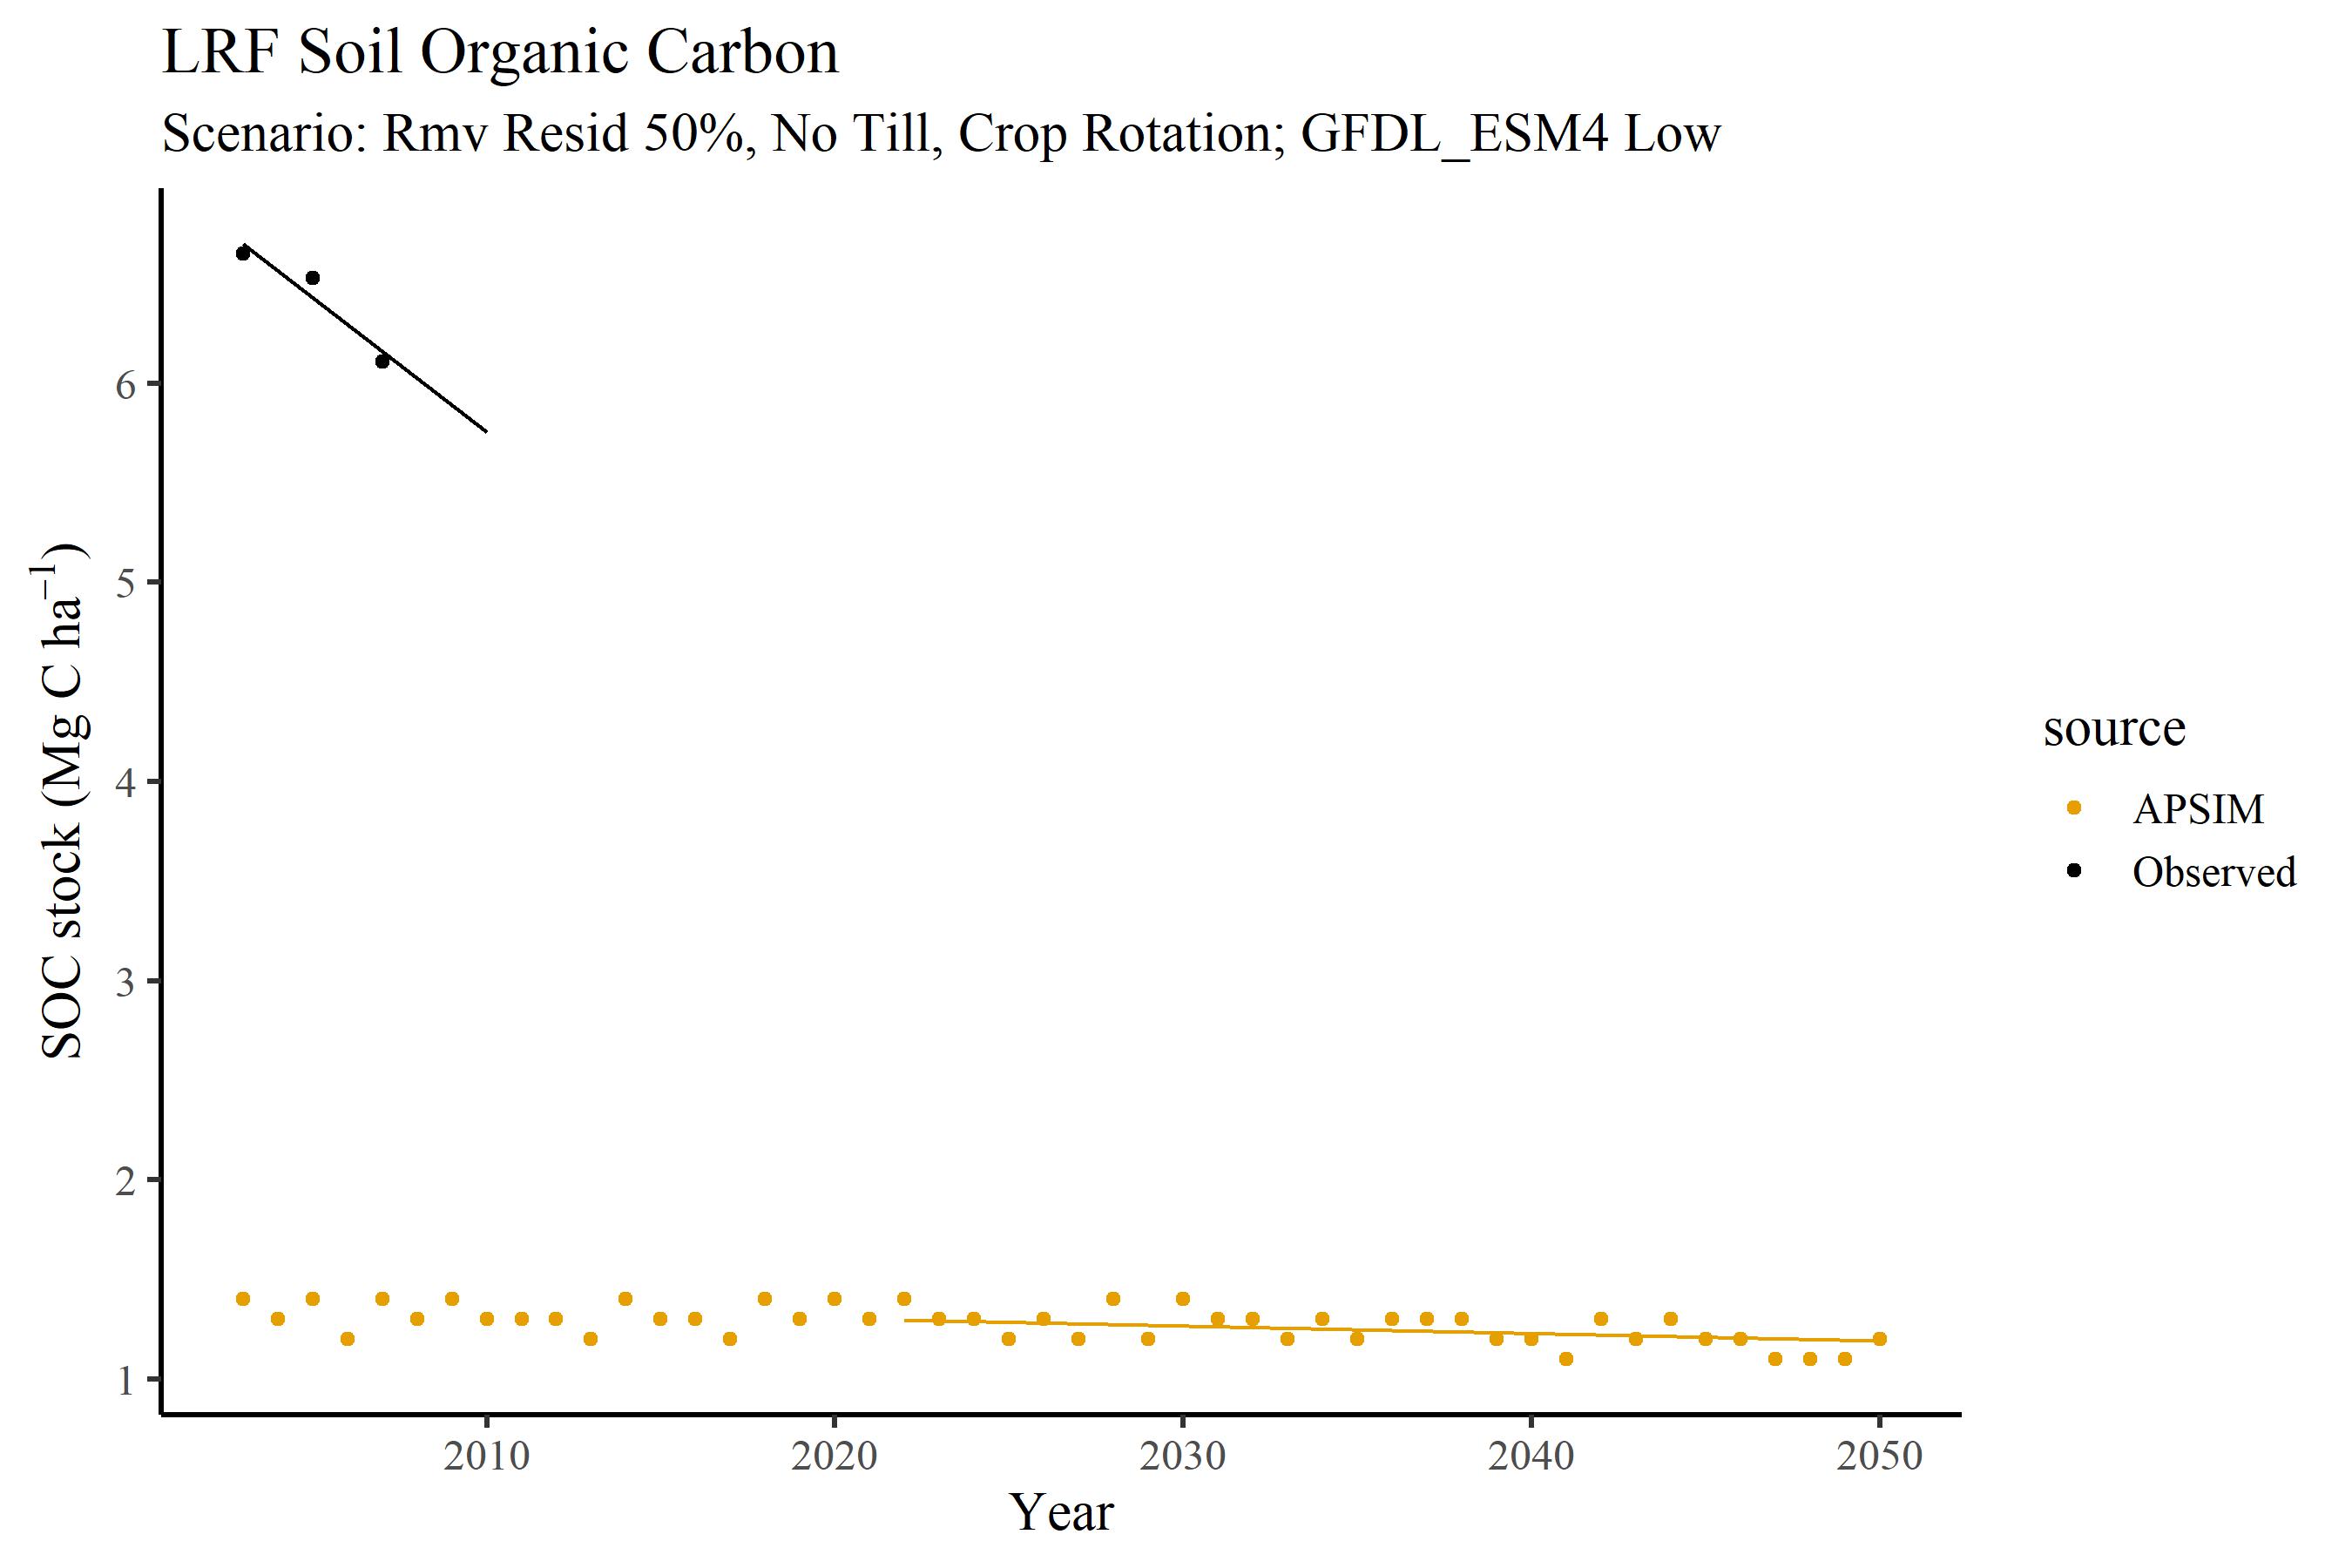 LRF Soil Organic Carbon
Scenario: Rmv Resid 50%, No Till, Crop Rotation; GFDL_ESM4 Low
SOC stock (Mg C ha⁻¹)
6
5
4
3
2
1
2010
2020
2030
2040
2050
Year
source
APSIM
Observed